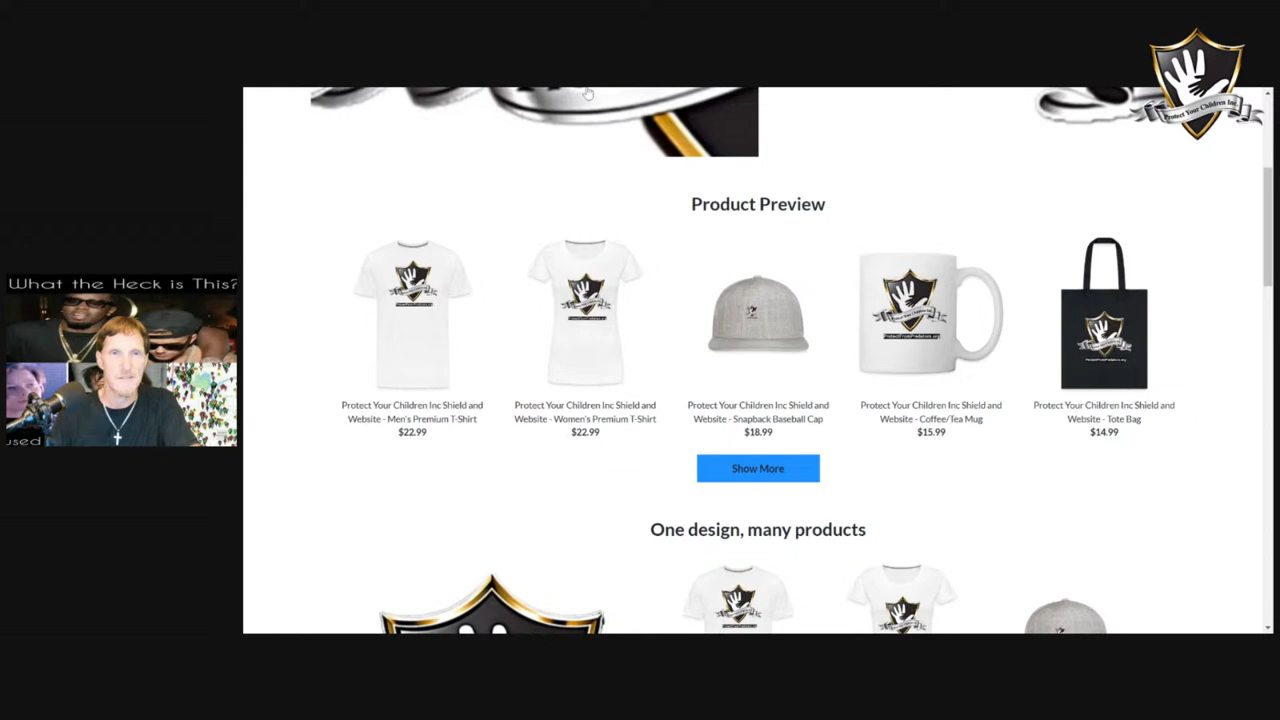 Protect Your Children Inc.
Product Preview
What the Heck is This?
used
Protect Your Children Inc Shield and
Website - Men's Premium T-Shirt
$22.99
Protect Your Children Inc Shield and
Website - Women's Premium T-Shirt
$22.99
Protect Your Children Inc Shield and
Website - Snapback Baseball Cap
$18.99
Protect Your Children Inc Shield and
Website - Coffee/Tea Mug
$15.99
Protect Your Children Inc Shield and
Website - Tote Bag
$14.99
Show More
One design, many products